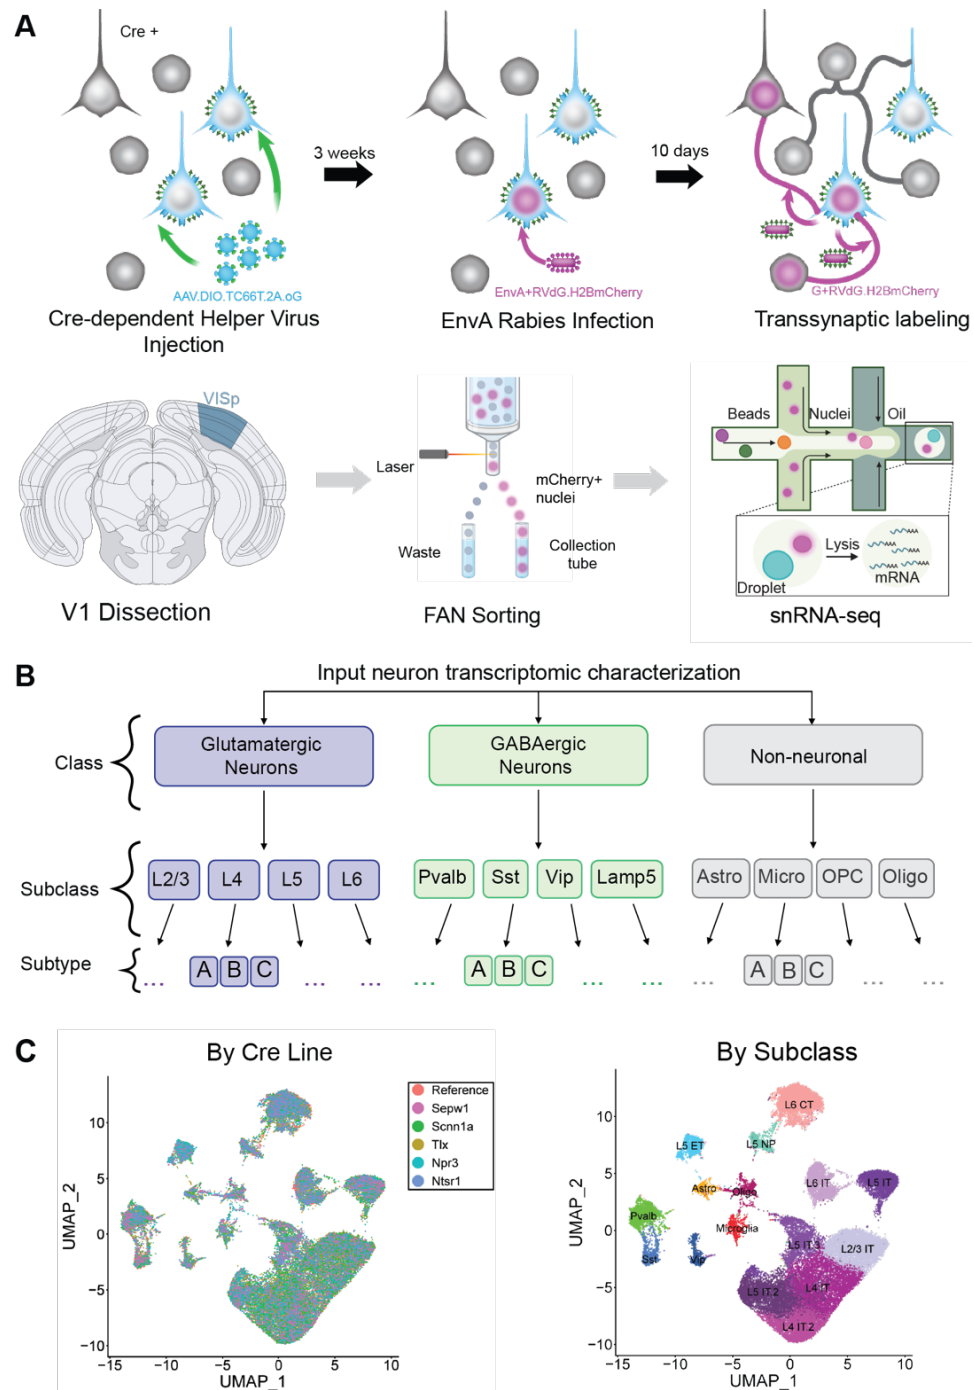 A
Cre +
3 weeks
10 days
AAV.DIO.TC66T.2A.oG
EnvA+RVdG.H2BmCherry
G+RVdG.H2BmCherry
Cre-dependent Helper Virus
Injection
EnvA Rabies Infection
Transsynaptic labeling
VISp
Laser
mCherry+
nuclei
Waste
Collection
tube
Beads
Nuclei
Oil
Lysis
Droplet
mRNA
V1 Dissection
FAN Sorting
snRNA-seq
B
Input neuron transcriptomic characterization
Class
Glutamatergic
Neurons
GABAergic
Neurons
Non-neuronal
Subclass
L2/3 L4 L5 L6
Pvalb Sst Vip Lamp5
Astro Micro OPC Oligo
Subtype
... A B C ... ...
... A B C ... ...
... A B C ... ...
C
By Cre Line
Reference
Sepw1
Scnn1a
Tlx
Npr3
Ntsr1
UMAP_2
10
5
0
−5
−10
−15 −10 −5 0 5 10
UMAP_1
By Subclass
L6 CT
L5 ET
L5 NP
Astro
Oligo
L6 IT
L5 IT
Pvalb
Microglia
Sst
Vip
L5 IT 3
L2/3 IT
L4 IT
L5 IT 2
L4 IT 2
UMAP_2
10
5
0
−5
−10
−15 −10 −5 0 5 10
UMAP_1